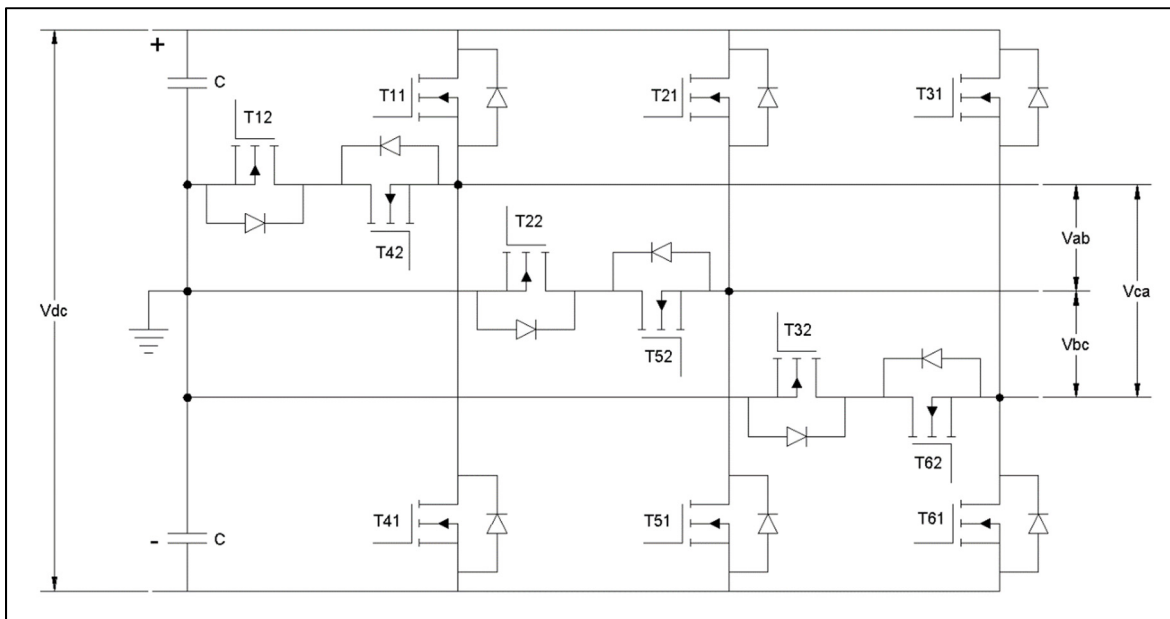 +
C
T12
T11
T21
T31
T42
T22
Vab
Vdc
Vca
T52
T32
Vbc
T62
T41
T51
T61
-
C